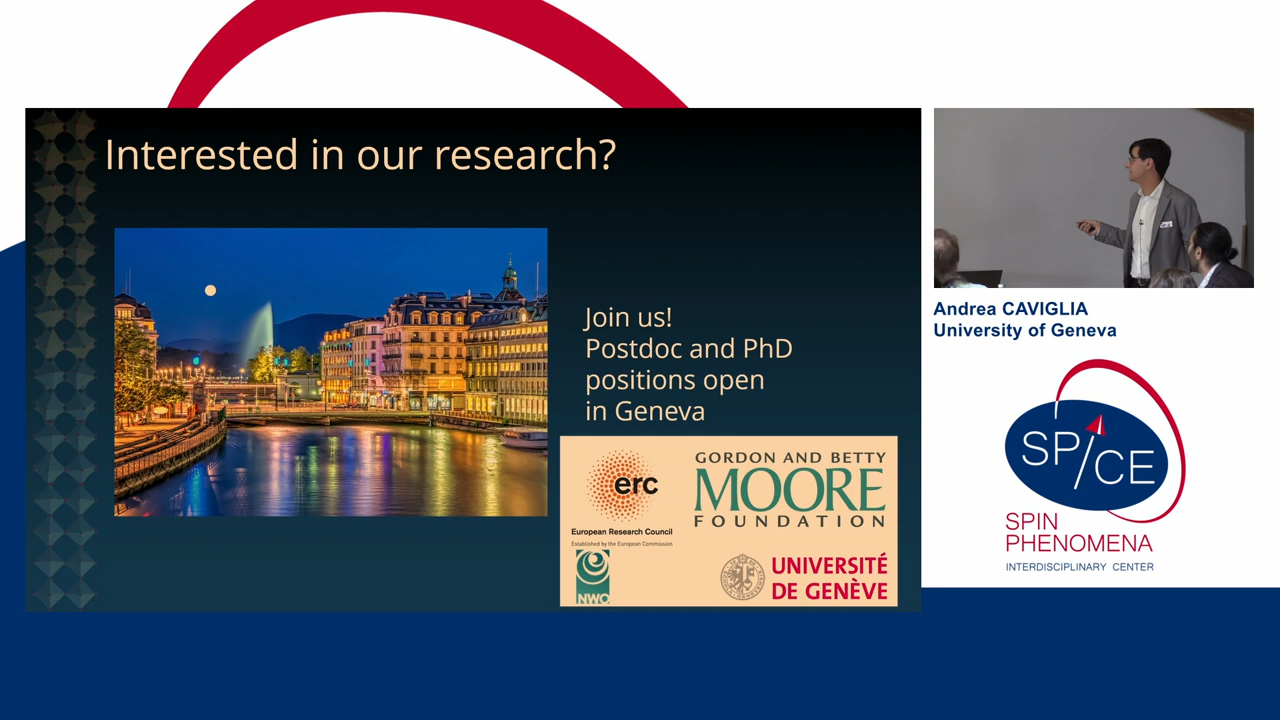 Interested in our research?
Join us!
Postdoc and PhD
positions open
in Geneva
erc
European Research Council
Established by the European Commission
GORDON AND BETTY
MOORE
FOUNDATION
NWO
UNIVERSITÉ
DE GENÈVE
Andrea CAVIGLIA
University of Geneva
SPICE
SPIN
PHENOMENA
INTERDISCIPLINARY CENTER